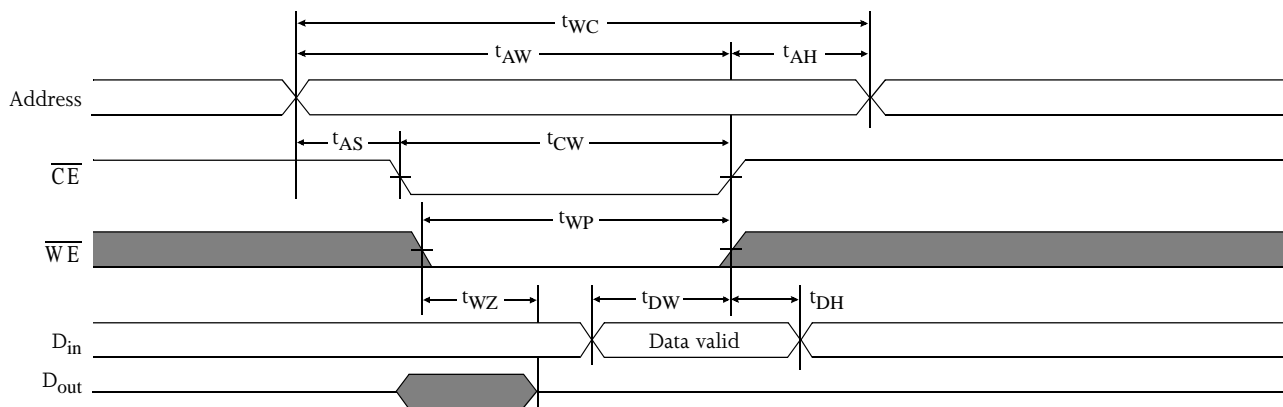 tWC
tAW tAH
Address
tAS tCW
CE
tWP
WE
tWZ tDW tDH
Din Data valid
Dout